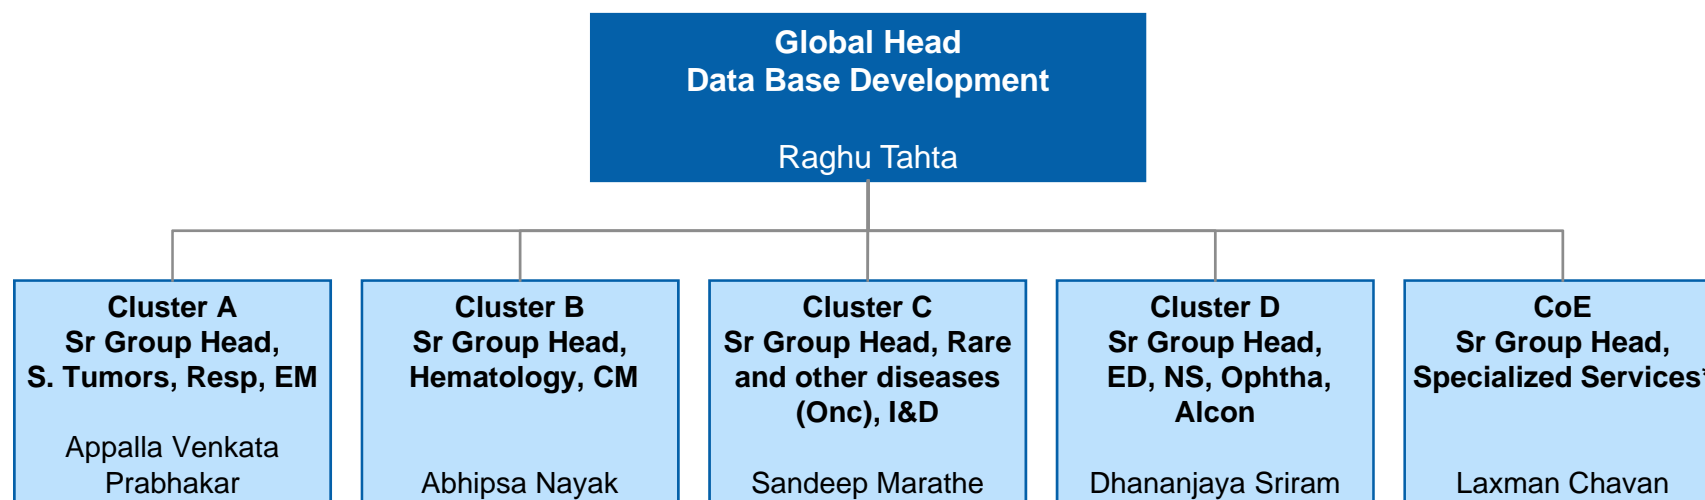 Global Head
Data Base Development
Raghu Tahta
Cluster A
Sr Group Head,
S. Tumors, Resp, EM
Appalla Venkata
Prabhakar
Cluster B
Sr Group Head,
Hematology, CM
Abhipsa Nayak
Cluster C
Sr Group Head, Rare
and other diseases
(Onc), I&D
Sandeep Marathe
Cluster D
Sr Group Head,
ED, NS, Ophtha,
Alcon
Dhananjaya Sriram
CoE
Sr Group Head,
Specialized Services*
Laxman Chavan